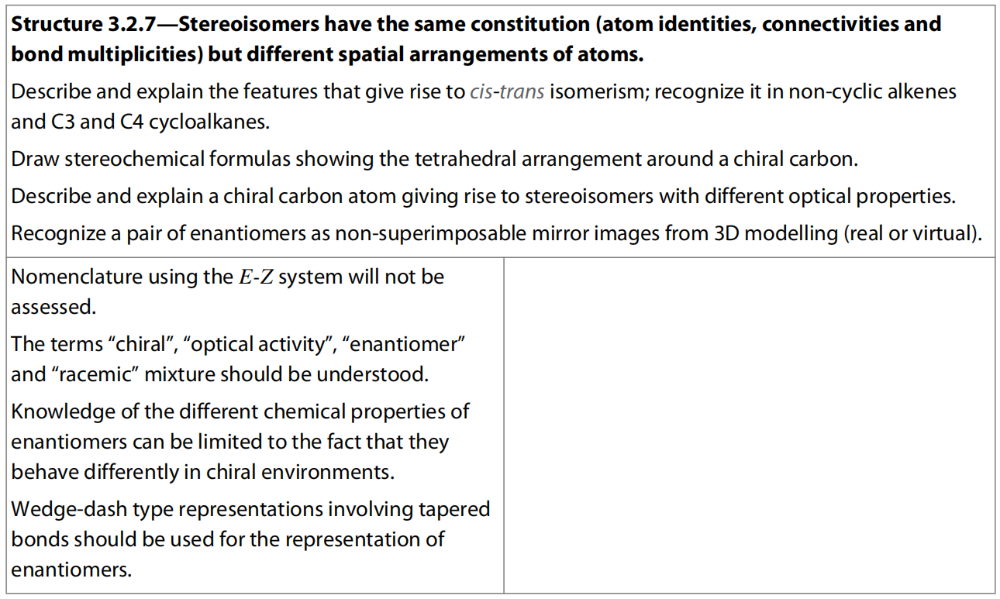 Structure 3.2.7—Stereoisomers have the same constitution (atom identities, connectivities and
bond multiplicities) but different spatial arrangements of atoms.
Describe and explain the features that give rise to cis-trans isomerism; recognize it in non-cyclic alkenes
and C3 and C4 cycloalkanes.
Draw stereochemical formulas showing the tetrahedral arrangement around a chiral carbon.
Describe and explain a chiral carbon atom giving rise to stereoisomers with different optical properties.
Recognize a pair of enantiomers as non-superimposable mirror images from 3D modelling (real or virtual).
Nomenclature using the E-Z system will not be
assessed.
The terms “chiral”, “optical activity”, “enantiomer”
and “racemic” mixture should be understood.
Knowledge of the different chemical properties of
enantiomers can be limited to the fact that they
behave differently in chiral environments.
Wedge-dash type representations involving tapered
bonds should be used for the representation of
enantiomers.